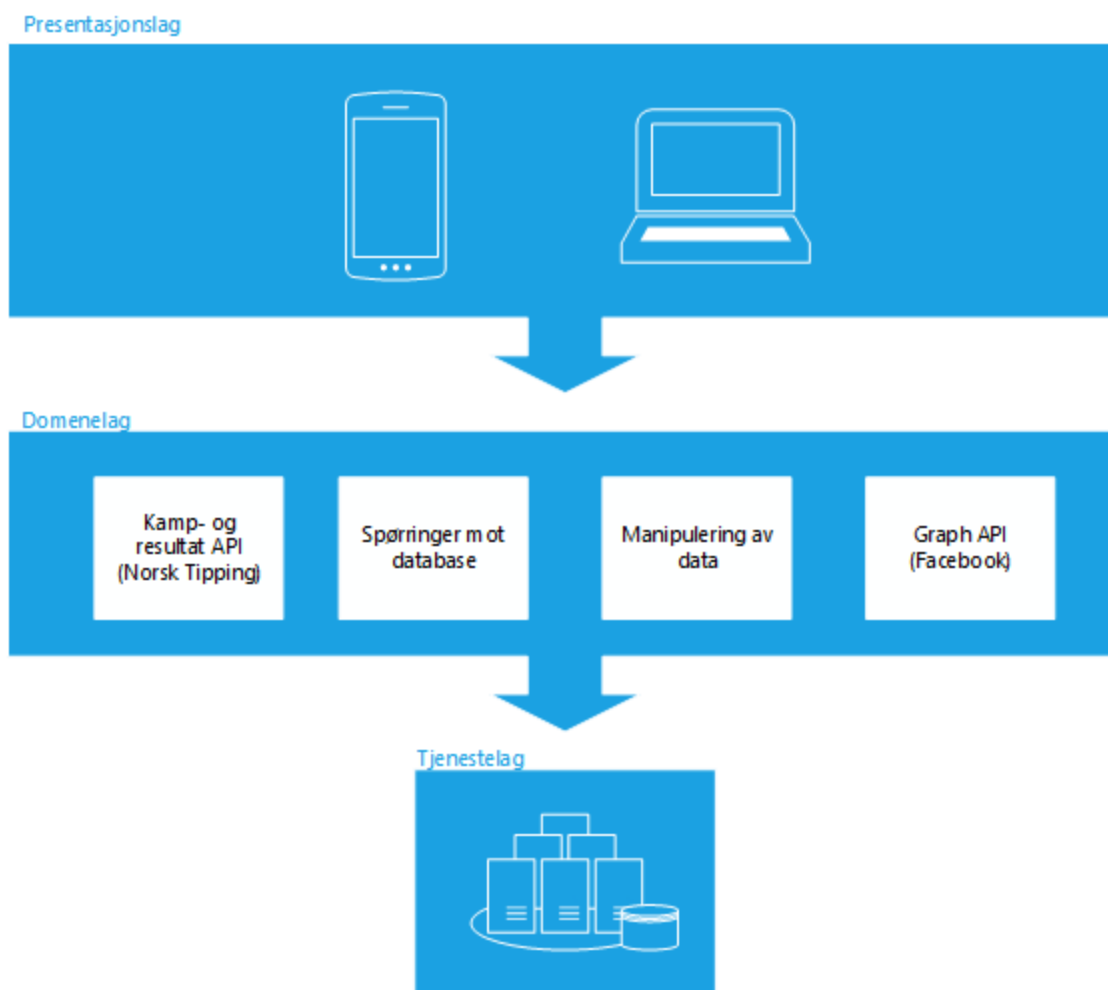 Presentasjonslag
Domenelag
Kamp- og
resultat API
(Norsk Tipping)
Spørringer mot
database
Manipulering av
data
Graph API
(Facebook)
Tjenestelag